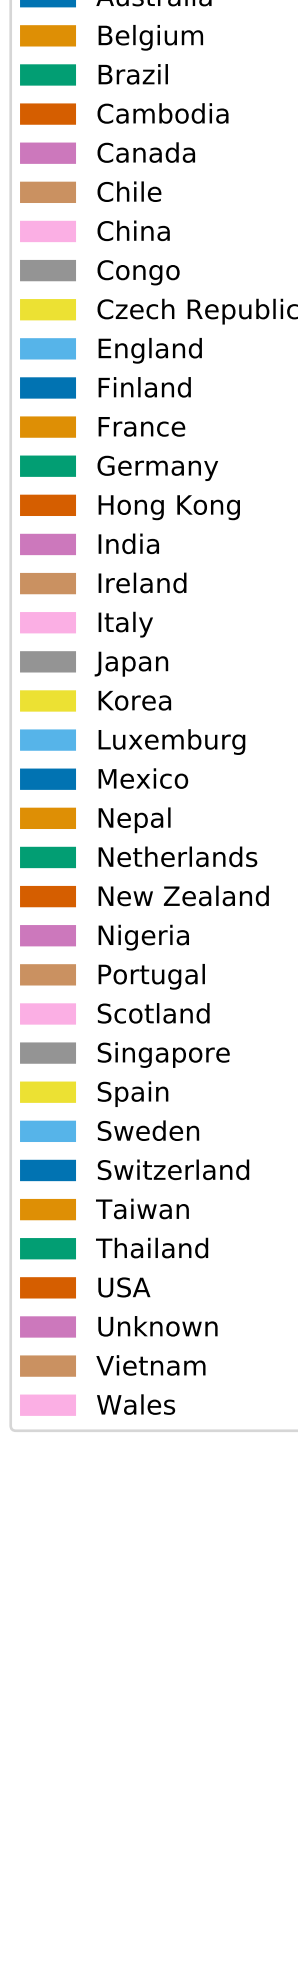 Australia
Belgium
Brazil
Cambodia
Canada
Chile
China
Congo
Czech Republic
England
Finland
France
Germany
Hong Kong
India
Ireland
Italy
Japan
Korea
Luxemburg
Mexico
Nepal
Netherlands
New Zealand
Nigeria
Portugal
Scotland
Singapore
Spain
Sweden
Switzerland
Taiwan
Thailand
USA
Unknown
Vietnam
Wales